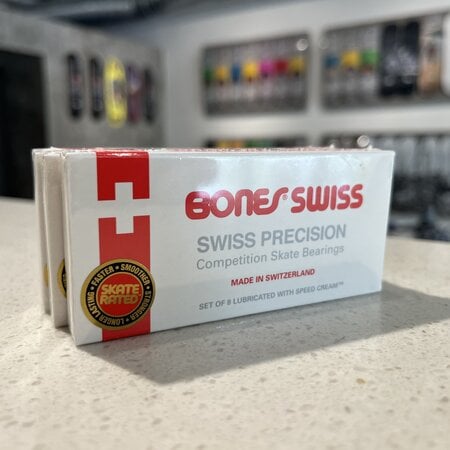 BONES® SWISS
SWISS PRECISION
Competition Skate Bearings
MADE IN SWITZERLAND
SET OF 8 LUBRICATED WITH SPEED CREAM™
FASTER • SMOOTHER • STRONGER • LONGER LASTING •
SKATE
RATED